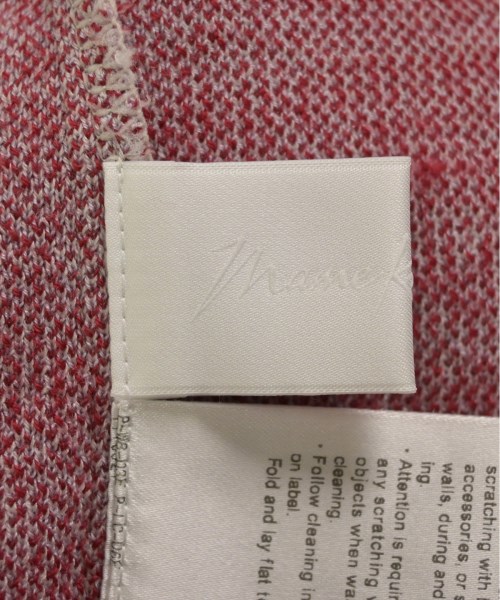 Mame K
scratching with
accessories, or s
walls, during and
ing.
• Attention is requir
any scratching w
objects when wa
cleaning.
• Follow cleaning in
on label.
Fold and lay flat t